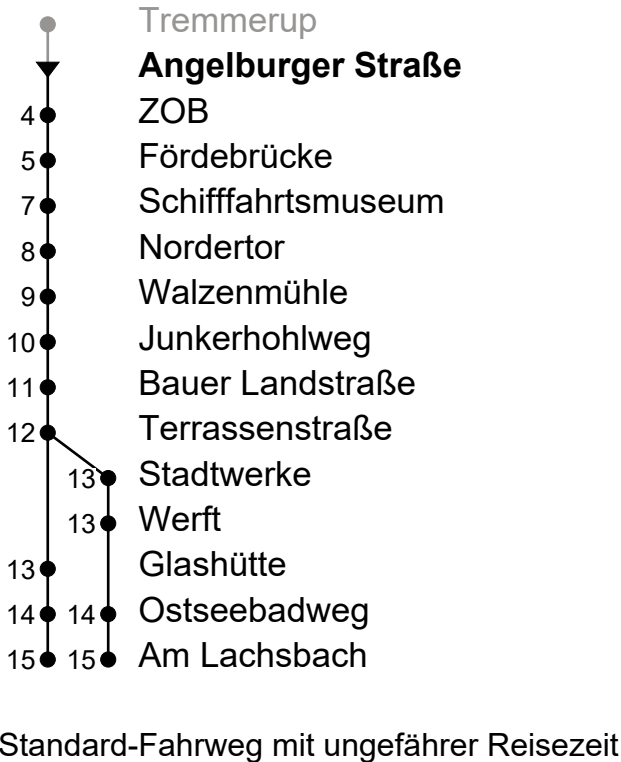 Tremmerup
Angelburger Straße
4 ZOB
5 Fördebrücke
7 Schifffahrtsmuseum
8 Nordertor
9 Walzenmühle
10 Junkerhohlweg
11 Bauer Landstraße
12 Terrassenstraße
13 Stadtwerke
13 Werft
13 Glashütte
14 14 Ostseebadweg
15 15 Am Lachsbach
Standard-Fahrweg mit ungefährer Reisezeit